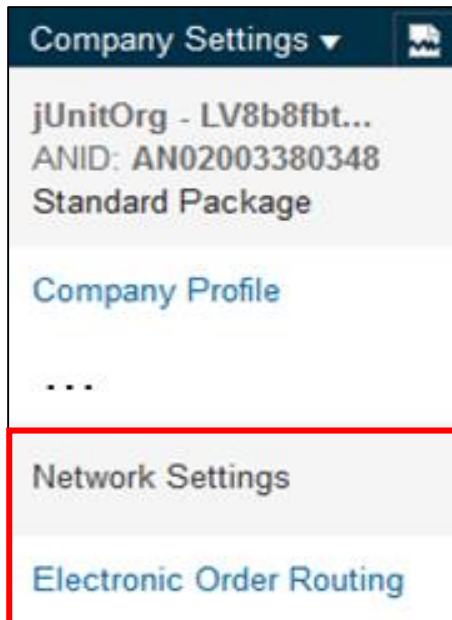 Company Settings ▼
jUnitOrg - LV8b8fbt...
ANID: AN02003380348
Standard Package
Company Profile
...
Network Settings
Electronic Order Routing